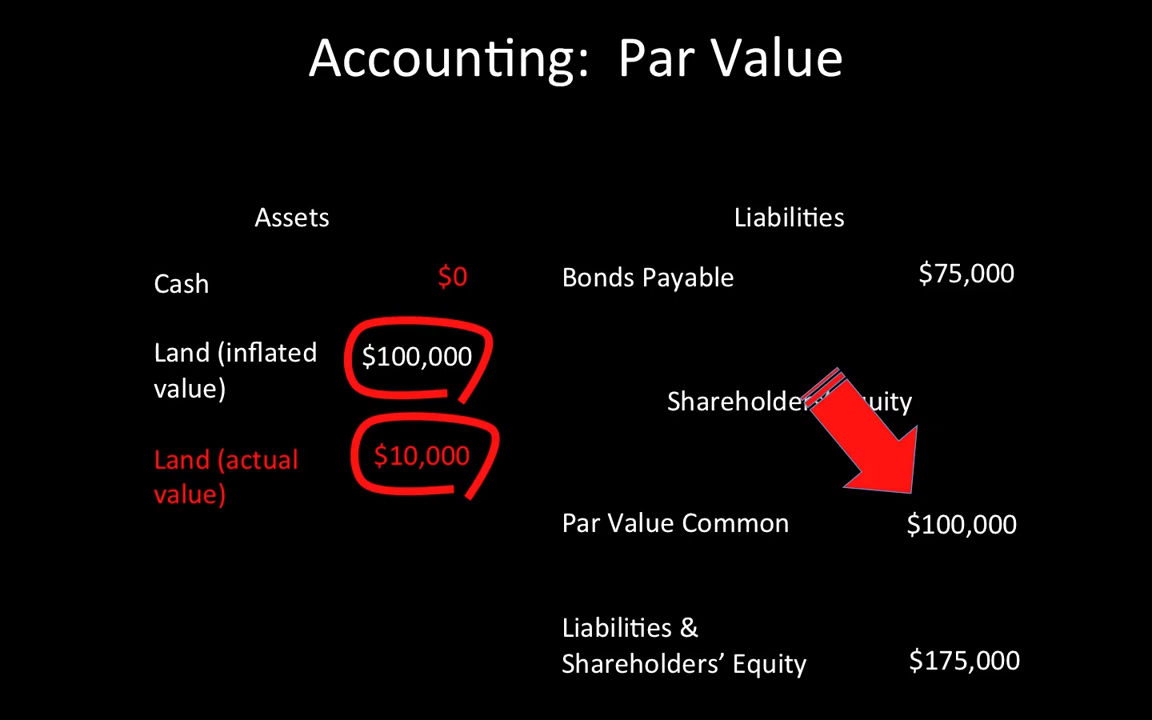 Accounting: Par Value
Assets
Liabilities
Cash
$0
Bonds Payable
$75,000
Land (inflated
value)
$100,000
Land (actual
value)
$10,000
Par Value Common
$100,000
Liabilities &
Shareholders’ Equity
$175,000